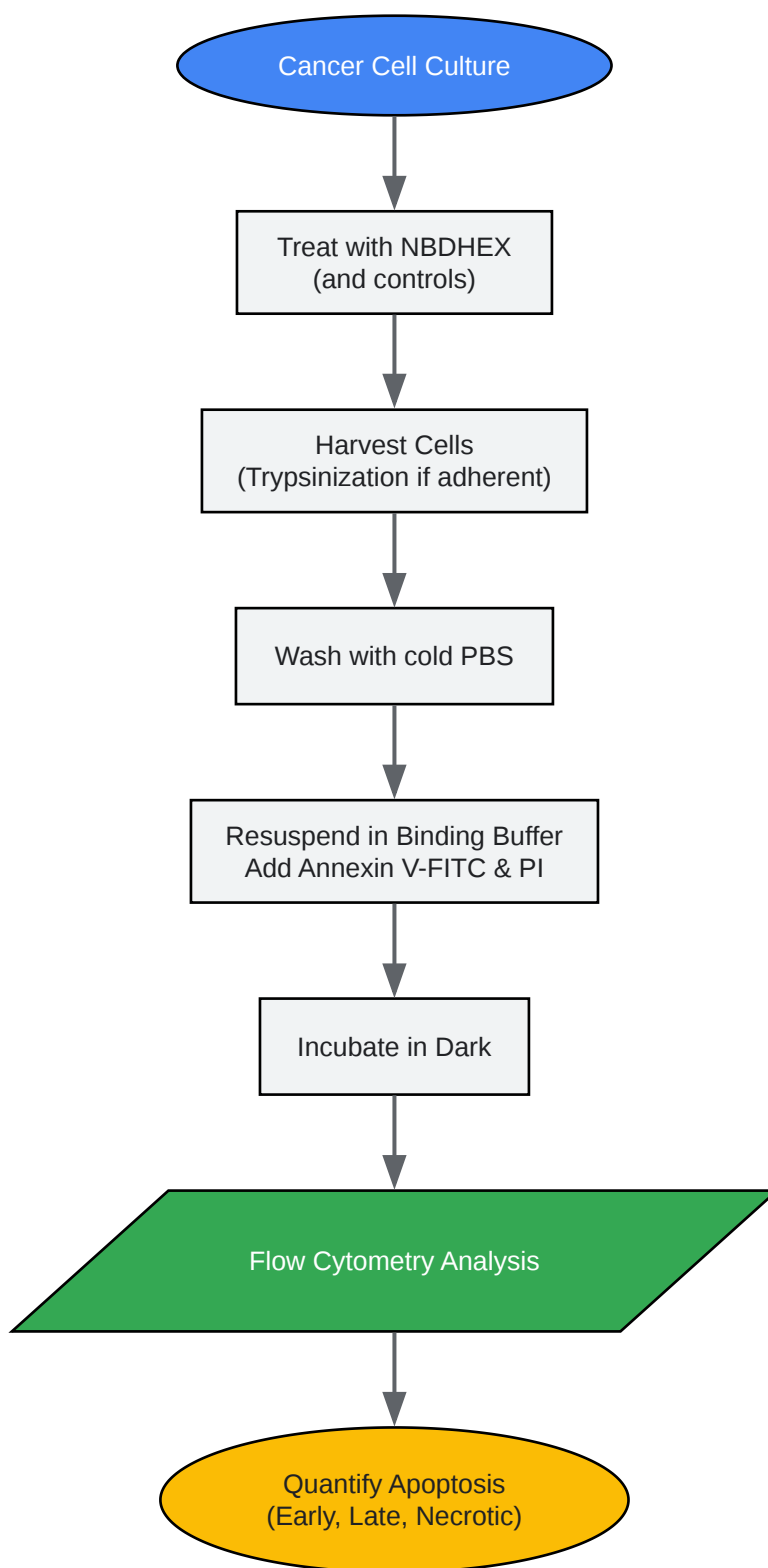 Cancer Cell Culture
Treat with NBDHEX
(and controls)
Harvest Cells
(Trypsinization if adherent)
Wash with cold PBS
Resuspend in Binding Buffer
Add Annexin V-FITC & PI
Incubate in Dark
Flow Cytometry Analysis
Quantify Apoptosis
(Early, Late, Necrotic)